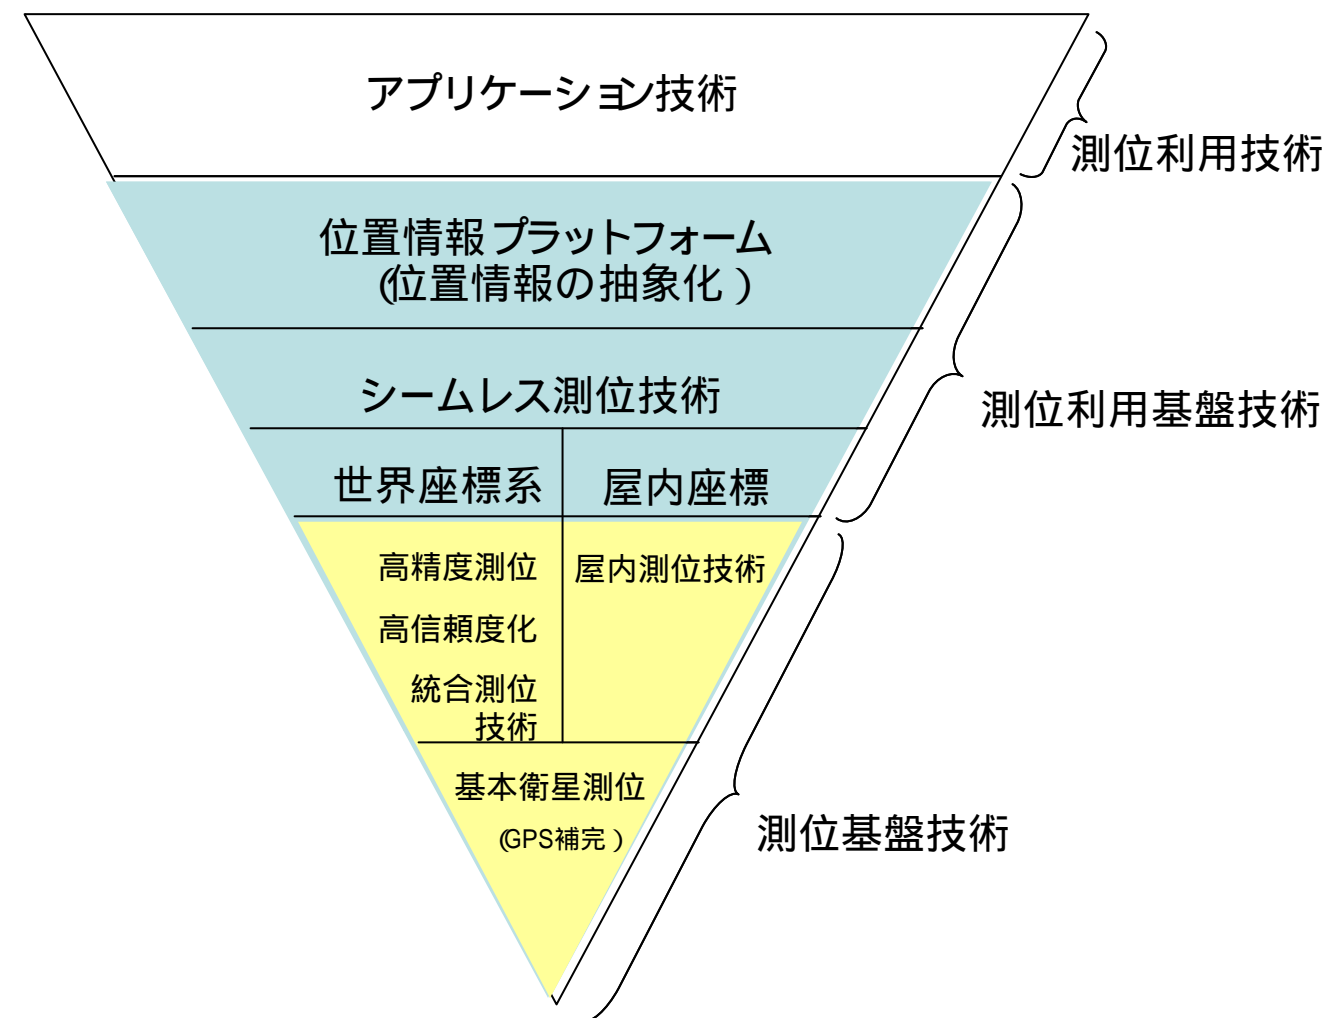 アプリケーション技術
測位利用技術
位置情報プラットフォーム
(位置情報の抽象化)
シームレス測位技術
測位利用基盤技術
世界座標系
屋内座標
高精度測位
屋内測位技術
高信頼度化
統合測位
技術
基本衛星測位
(GPS補完)
測位基盤技術